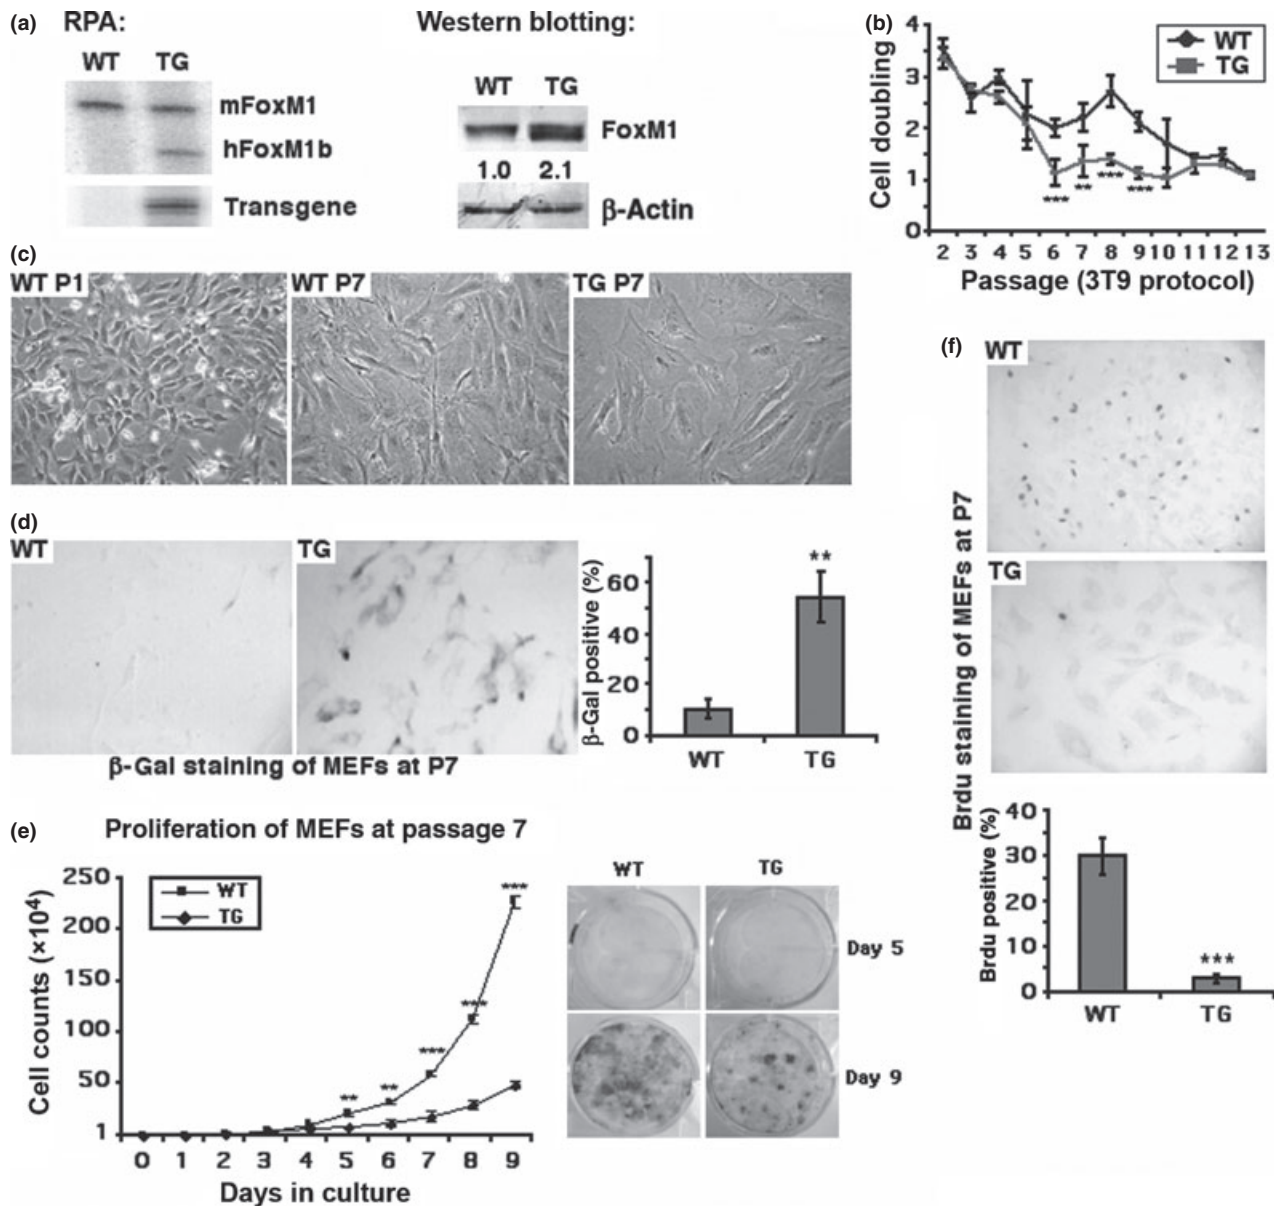 (a) RPA:
WT TG
mFoxM1
hFoxM1b
Transgene
Western blotting:
WT TG
FoxM1
1.0 2.1
β-Actin
(b)
4
3
2
1
0
Cell doubling
WT
TG
***
**
***
***
2 3 4 5 6 7 8 9 10 11 12 13
Passage (3T9 protocol)
(c)
WT P1
WT P7
TG P7
(d)
WT
TG
β-Gal staining of MEFs at P7
β-Gal positive (%)
60
40
20
0
**
WT TG
(e) Proliferation of MEFs at passage 7
Cell counts (×10⁴)
250
200
150
100
50
1
WT
TG
**
**
***
***
***
0 1 2 3 4 5 6 7 8 9
Days in culture
WT TG
Day 5
Day 9
(f)
WT
TG
Brdu staining of MEFs at P7
Brdu positive (%)
40
30
20
10
0
***
WT TG